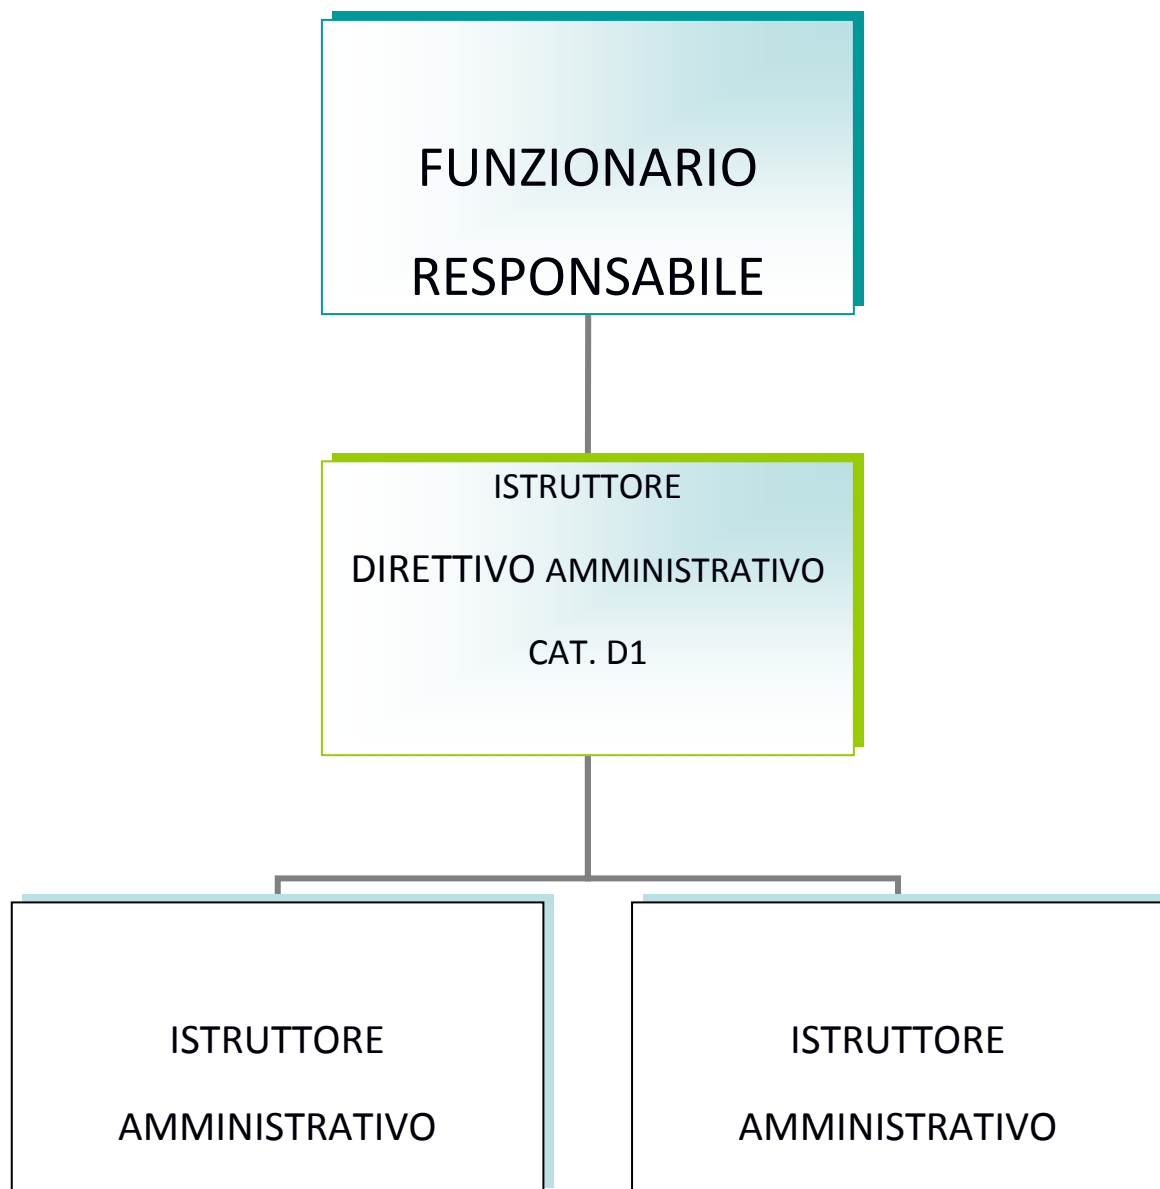 FUNZIONARIO
RESPONSABILE
ISTRUTTORE
DIRETTIVO AMMINISTRATIVO
CAT. D1
ISTRUTTORE
AMMINISTRATIVO
ISTRUTTORE
AMMINISTRATIVO